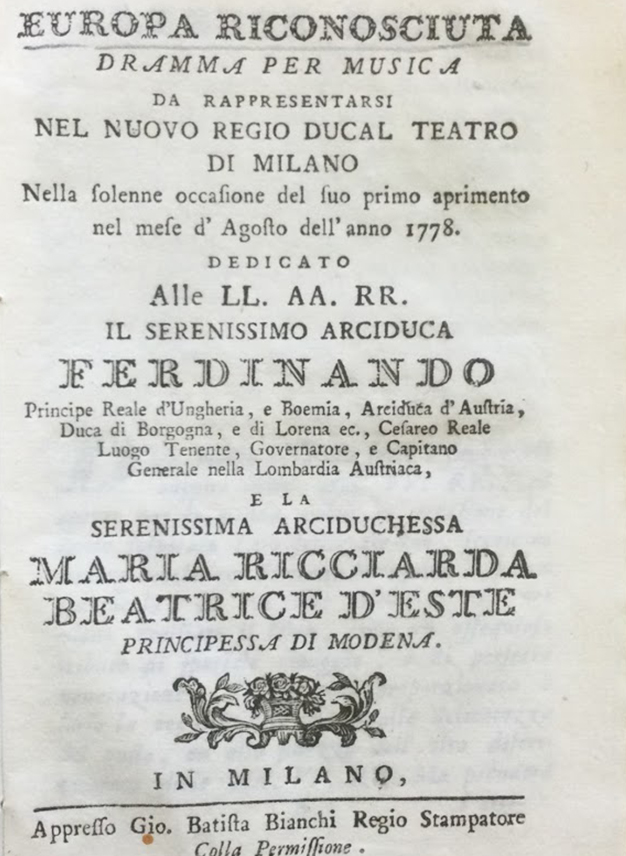 EUROPA RICONOSCIUTA
DRAMMA PER MUSICA
DA RAPPRESENTARSI
NEL NUOVO REGIO DUCAL TEATRO
DI MILANO
Nella ſolenne occaſione del ſuo primo aprimento
nel meſe d' Agoſto dell' anno 1778.
DEDICATO
Alle LL. AA. RR.
IL SERENISSIMO ARCIDUCA
FERDINANDO
Principe Reale d'Ungheria, e Boemia, Arciduca d'Auſtria,
Duca di Borgogna, e di Lorena ec., Ceſareo Reale
Luogo Tenente, Governatore, e Capitano
Generale nella Lombardia Auſtriaca,
E LA
SERENISSIMA ARCIDUCHESSA
MARIA RICCIARDA
BEATRICE D'ESTE
PRINCIPESSA DI MODENA.
IN MILANO,
Appreſſo Gio. Batiſta Bianchi Regio Stampatore
Colla Permiſſione.